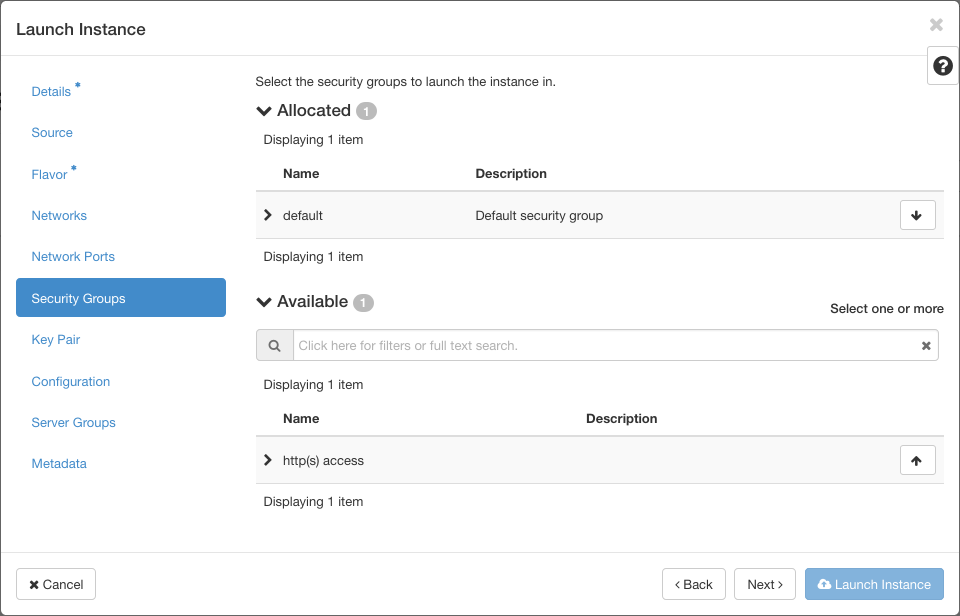 Launch Instance
Details *
Source
Flavor *
Networks
Network Ports
Security Groups
Key Pair
Configuration
Server Groups
Metadata
Select the security groups to launch the instance in.
Allocated 1
Displaying 1 item
Name Description
default Default security group
Displaying 1 item
Available 1
Select one or more
Click here for filters or full text search.
Displaying 1 item
Name Description
http(s) access
Displaying 1 item
Cancel
Back
Next
Launch Instance